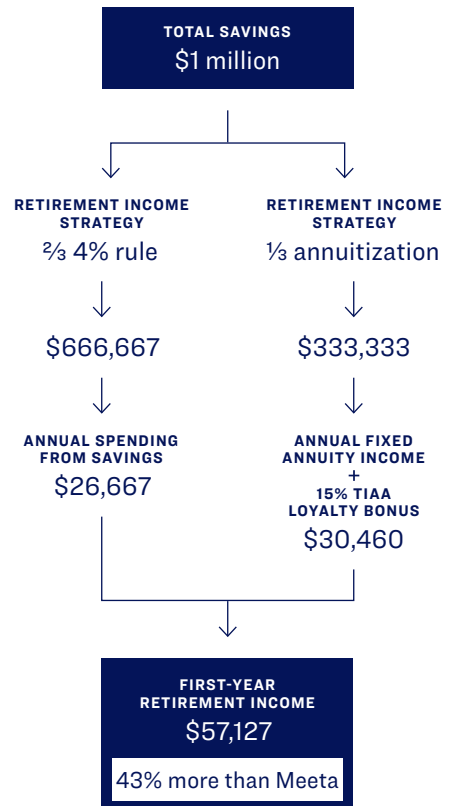 TOTAL SAVINGS
$1 million
RETIREMENT INCOME
STRATEGY
⅔ 4% rule
$666,667
ANNUAL SPENDING
FROM SAVINGS
$26,667
RETIREMENT INCOME
STRATEGY
⅓ annuitization
$333,333
ANNUAL FIXED
ANNUITY INCOME
+
15% TIAA
LOYALTY BONUS
$30,460
FIRST-YEAR
RETIREMENT INCOME
$57,127
43% more than Meeta